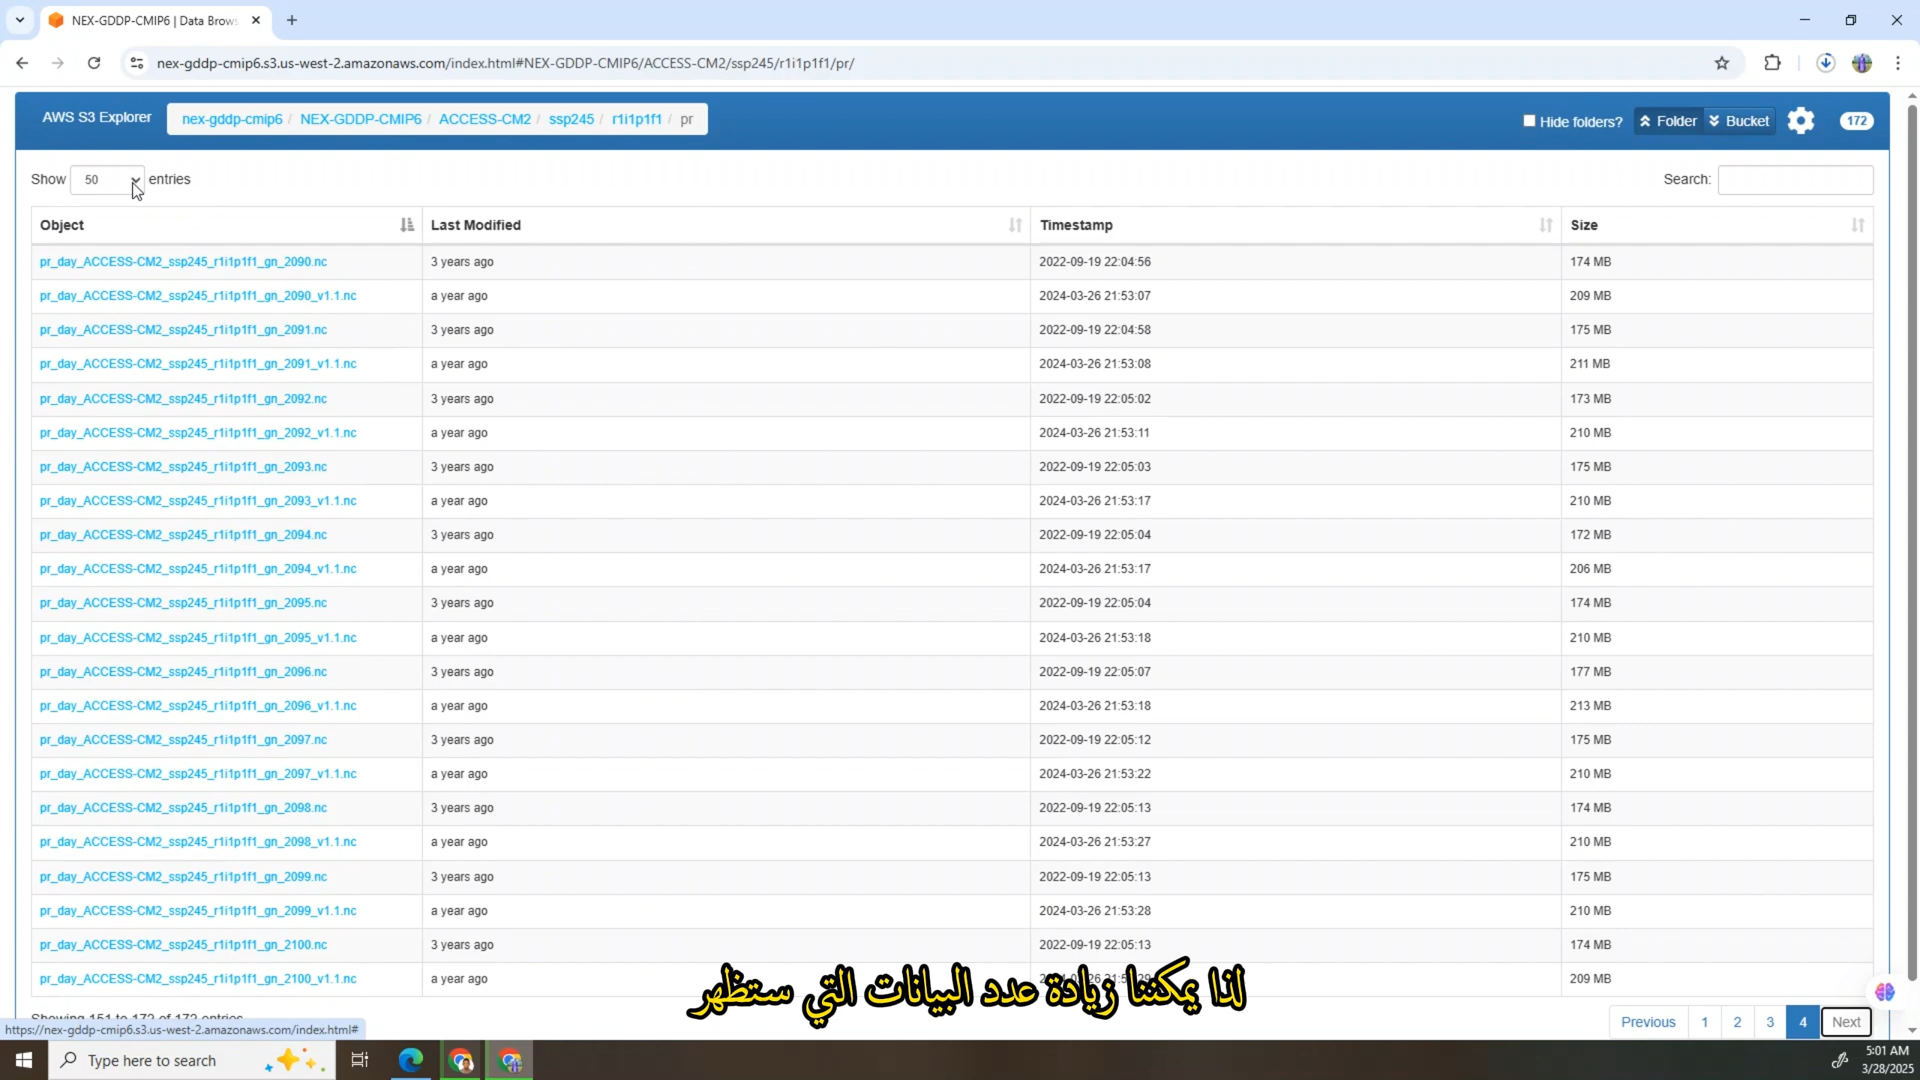 NEX-GDDP-CMIP6 | Data Brows
nex-gddp-cmip6.s3.us-west-2.amazonaws.com/index.html#NEX-GDDP-CMIP6/ACCESS-CM2/ssp245/r1i1p1f1/pr/
AWS S3 Explorer nex-gddp-cmip6 / NEX-GDDP-CMIP6 / ACCESS-CM2 / ssp245 / r1i1p1f1 / pr Hide folders? Folder Bucket 172
Show 50 entries Search:
Object Last Modified Timestamp Size
pr_day_ACCESS-CM2_ssp245_r1i1p1f1_gn_2090.nc 3 years ago 2022-09-19 22:04:56 174 MB
pr_day_ACCESS-CM2_ssp245_r1i1p1f1_gn_2090_v1.1.nc a year ago 2024-03-26 21:53:07 209 MB
pr_day_ACCESS-CM2_ssp245_r1i1p1f1_gn_2091.nc 3 years ago 2022-09-19 22:04:58 175 MB
pr_day_ACCESS-CM2_ssp245_r1i1p1f1_gn_2091_v1.1.nc a year ago 2024-03-26 21:53:08 211 MB
pr_day_ACCESS-CM2_ssp245_r1i1p1f1_gn_2092.nc 3 years ago 2022-09-19 22:05:02 173 MB
pr_day_ACCESS-CM2_ssp245_r1i1p1f1_gn_2092_v1.1.nc a year ago 2024-03-26 21:53:11 210 MB
pr_day_ACCESS-CM2_ssp245_r1i1p1f1_gn_2093.nc 3 years ago 2022-09-19 22:05:03 175 MB
pr_day_ACCESS-CM2_ssp245_r1i1p1f1_gn_2093_v1.1.nc a year ago 2024-03-26 21:53:17 210 MB
pr_day_ACCESS-CM2_ssp245_r1i1p1f1_gn_2094.nc 3 years ago 2022-09-19 22:05:04 172 MB
pr_day_ACCESS-CM2_ssp245_r1i1p1f1_gn_2094_v1.1.nc a year ago 2024-03-26 21:53:17 206 MB
pr_day_ACCESS-CM2_ssp245_r1i1p1f1_gn_2095.nc 3 years ago 2022-09-19 22:05:04 174 MB
pr_day_ACCESS-CM2_ssp245_r1i1p1f1_gn_2095_v1.1.nc a year ago 2024-03-26 21:53:18 210 MB
pr_day_ACCESS-CM2_ssp245_r1i1p1f1_gn_2096.nc 3 years ago 2022-09-19 22:05:07 177 MB
pr_day_ACCESS-CM2_ssp245_r1i1p1f1_gn_2096_v1.1.nc a year ago 2024-03-26 21:53:18 213 MB
pr_day_ACCESS-CM2_ssp245_r1i1p1f1_gn_2097.nc 3 years ago 2022-09-19 22:05:12 175 MB
pr_day_ACCESS-CM2_ssp245_r1i1p1f1_gn_2097_v1.1.nc a year ago 2024-03-26 21:53:22 210 MB
pr_day_ACCESS-CM2_ssp245_r1i1p1f1_gn_2098.nc 3 years ago 2022-09-19 22:05:13 174 MB
pr_day_ACCESS-CM2_ssp245_r1i1p1f1_gn_2098_v1.1.nc a year ago 2024-03-26 21:53:27 210 MB
pr_day_ACCESS-CM2_ssp245_r1i1p1f1_gn_2099.nc 3 years ago 2022-09-19 22:05:13 175 MB
pr_day_ACCESS-CM2_ssp245_r1i1p1f1_gn_2099_v1.1.nc a year ago 2024-03-26 21:53:28 210 MB
pr_day_ACCESS-CM2_ssp245_r1i1p1f1_gn_2100.nc 3 years ago 2022-09-19 22:05:13 174 MB
pr_day_ACCESS-CM2_ssp245_r1i1p1f1_gn_2100_v1.1.nc a year ago 209 MB
لذا يمكننا زيادة عدد البيانات التي ستظهر
Showing 151 to 172 of 172 entries
Previous 1 2 3 4 Next
https://nex-gddp-cmip6.s3.us-west-2.amazonaws.com/index.html#
Type here to search
5:01 AM
3/28/2025